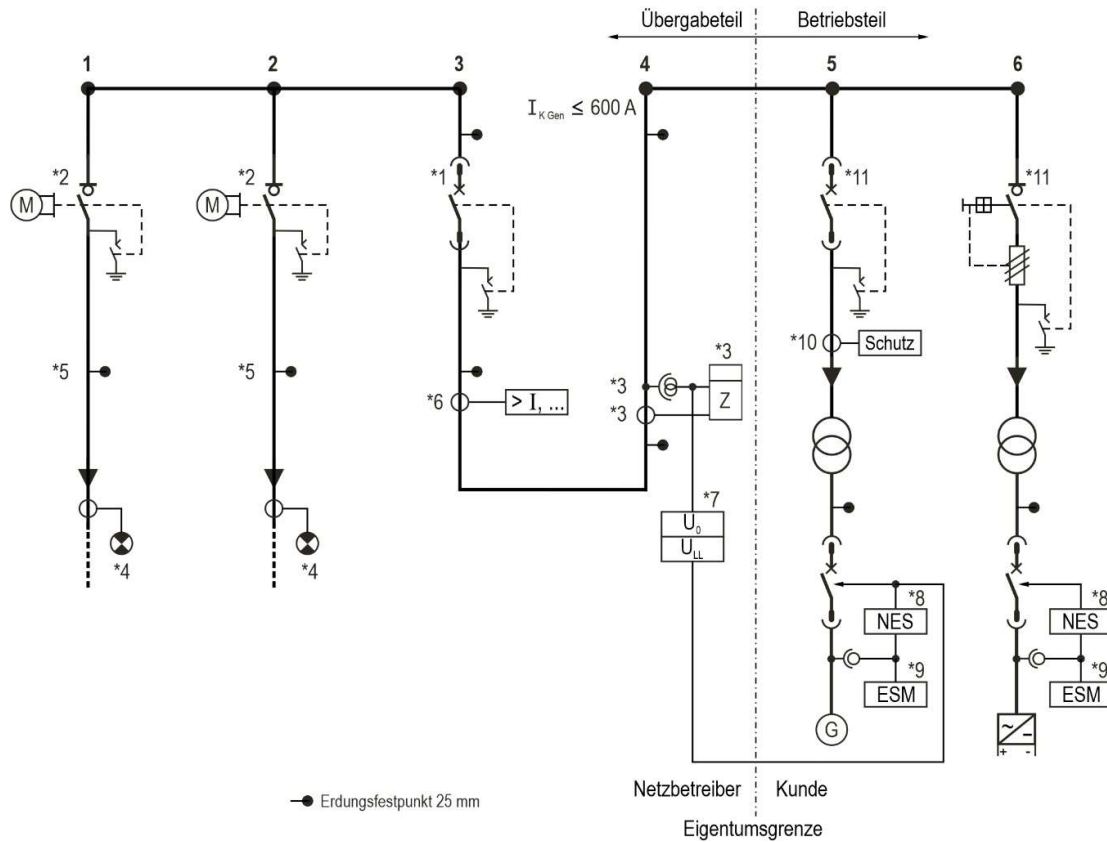 Übergabeteil Betriebsteil
1 2 3 4 5 6
I K Gen ≤ 600 A
*2 *2 *1 *11 *11
M M
*10 Schutz
*3
*5 *5 *3 Z
*6 > I, ... *3
*7
U0
ULL
*4 *4
*8 *8
NES NES
*9 *9
ESM ESM
G
~ –
+ -
Netzbetreiber Kunde
Erdungsfestpunkt 25 mm
Eigentumsgrenze